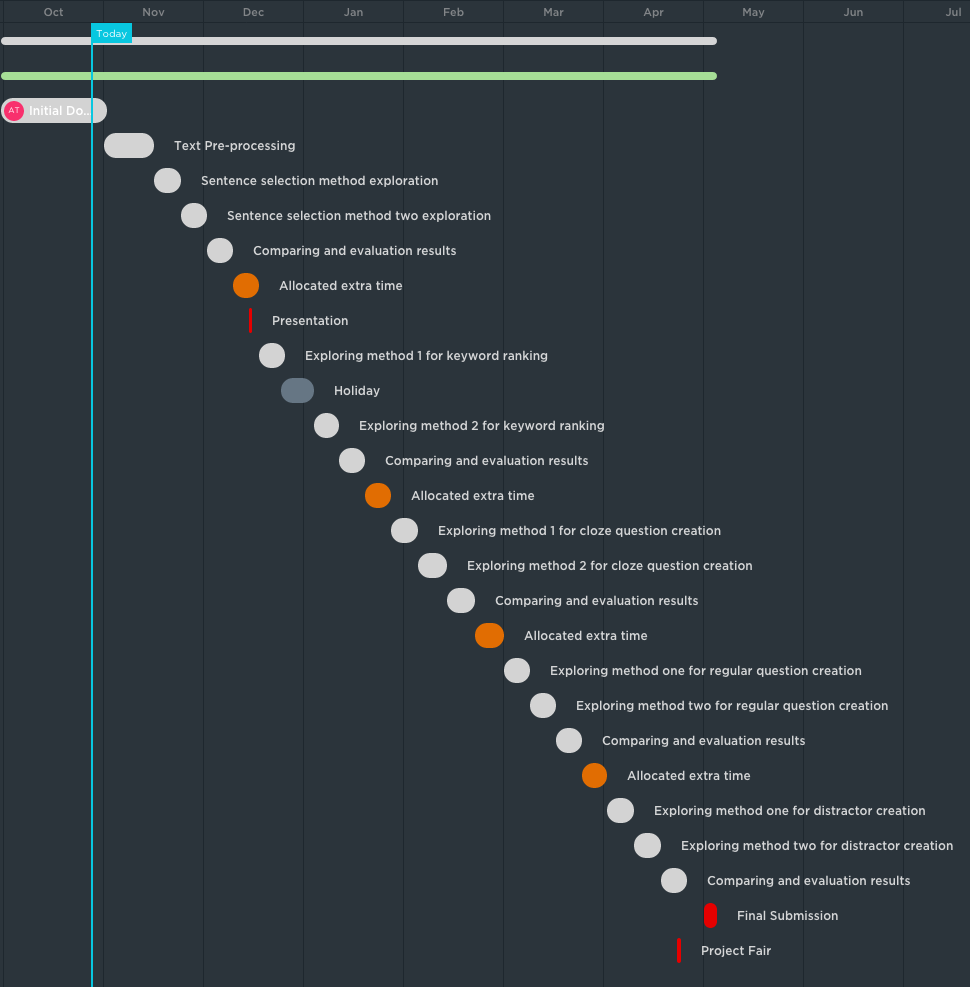 Oct Nov Dec Jan Feb Mar Apr May Jun Jul
Today
AT Initial Do...
Text Pre-processing
Sentence selection method exploration
Sentence selection method two exploration
Comparing and evaluation results
Allocated extra time
Presentation
Exploring method 1 for keyword ranking
Holiday
Exploring method 2 for keyword ranking
Comparing and evaluation results
Allocated extra time
Exploring method 1 for cloze question creation
Exploring method 2 for cloze question creation
Comparing and evaluation results
Allocated extra time
Exploring method one for regular question creation
Exploring method two for regular question creation
Comparing and evaluation results
Allocated extra time
Exploring method one for distractor creation
Exploring method two for distractor creation
Comparing and evaluation results
Final Submission
Project Fair